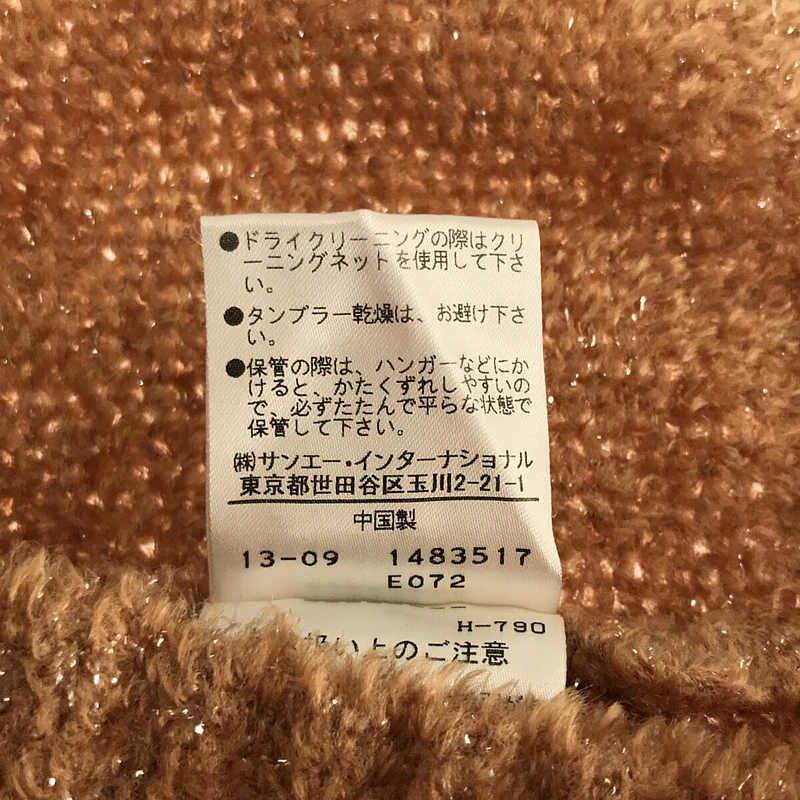 ●ドライクリーニングの際はクリ
ーニングネットを使用して下さ
い。
●タンブラー乾燥は、お避け下さ
い。
●保管の際は、ハンガーなどにか
けると、かたくずれしやすいの
で、必ずたたんで平らな状態で
保管して下さい。
㈱サンエー・インターナショナル
東京都世田谷区玉川2-21-1
中国製
13-09 1483517
E072
H-790
扱い上のご注意